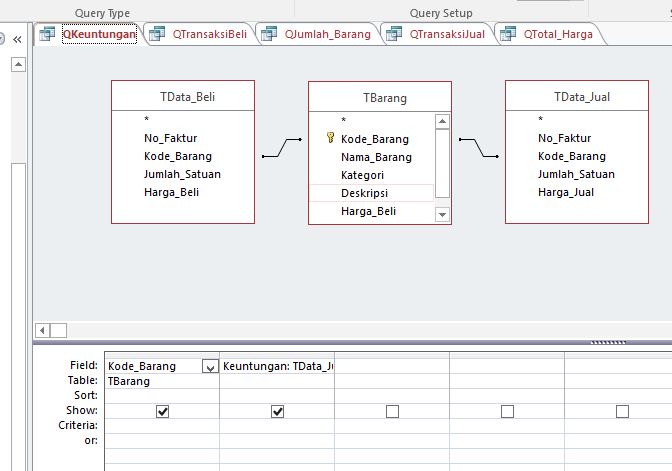 Query Type Query Setup
QKeuntungan QTransaksiBeli QJumlah_Barang QTransaksiJual QTotal_Harga
TData_Beli
*
No_Faktur
Kode_Barang
Jumlah_Satuan
Harga_Beli
TBarang
*
Kode_Barang
Nama_Barang
Kategori
Deskripsi
Harga_Beli
TData_Jual
*
No_Faktur
Kode_Barang
Jumlah_Satuan
Harga_Jual
Field: Kode_Barang Keuntungan: TData_Ju
Table: TBarang
Sort:
Show:
Criteria:
or: